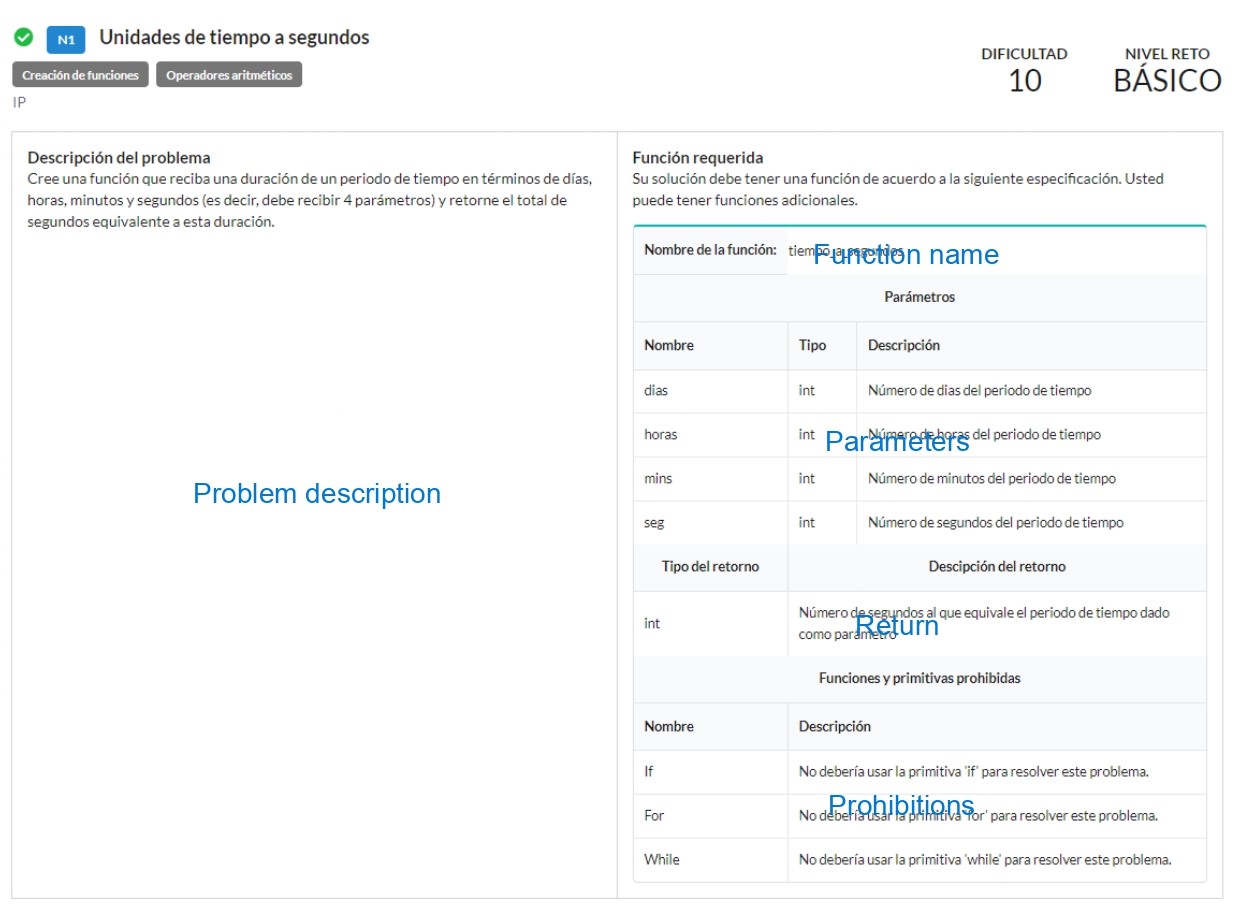 N1 Unidades de tiempo a segundos
Creación de funciones Operadores aritméticos
IP
DIFICULTAD
10
NIVEL RETO
BÁSICO
Descripción del problema
Cree una función que reciba una duración de un periodo de tiempo en términos de días,
horas, minutos y segundos (es decir, debe recibir 4 parámetros) y retorne el total de
segundos equivalente a esta duración.
Problem description
Función requerida
Su solución debe tener una función de acuerdo a la siguiente especificación. Usted
puede tener funciones adicionales.
Nombre de la función: tiempo_a_segundos
Function name
Parámetros
Nombre Tipo Descripción
dias int Número de dias del periodo de tiempo
horas int Número de horas del periodo de tiempo
Parameters
mins int Número de minutos del periodo de tiempo
seg int Número de segundos del periodo de tiempo
Tipo del retorno Descipción del retorno
int Número de segundos al que equivale el periodo de tiempo dado
como parámetro
Return
Funciones y primitivas prohibidas
Nombre Descripción
If No debería usar la primitiva 'if' para resolver este problema.
Prohibitions
For No debería usar la primitiva 'for' para resolver este problema.
While No debería usar la primitiva 'while' para resolver este problema.